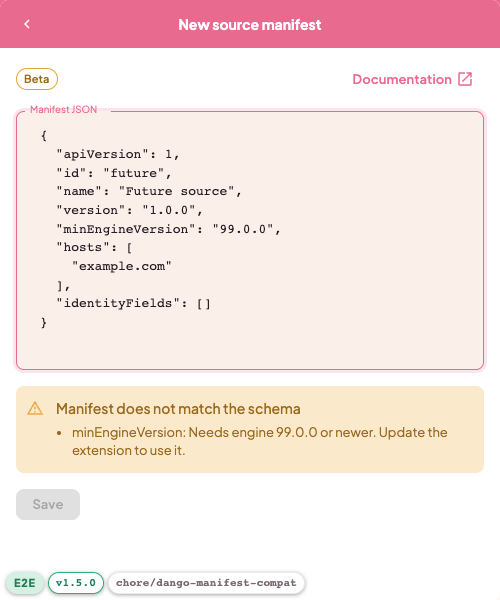 New source manifest
Beta
Documentation
Manifest JSON
{
  "apiVersion": 1,
  "id": "future",
  "name": "Future source",
  "version": "1.0.0",
  "minEngineVersion": "99.0.0",
  "hosts": [
    "example.com"
  ],
  "identityFields": []
}
Manifest does not match the schema
• minEngineVersion: Needs engine 99.0.0 or newer. Update the
extension to use it.
Save
E2E
v1.5.0
chore/dango-manifest-compat